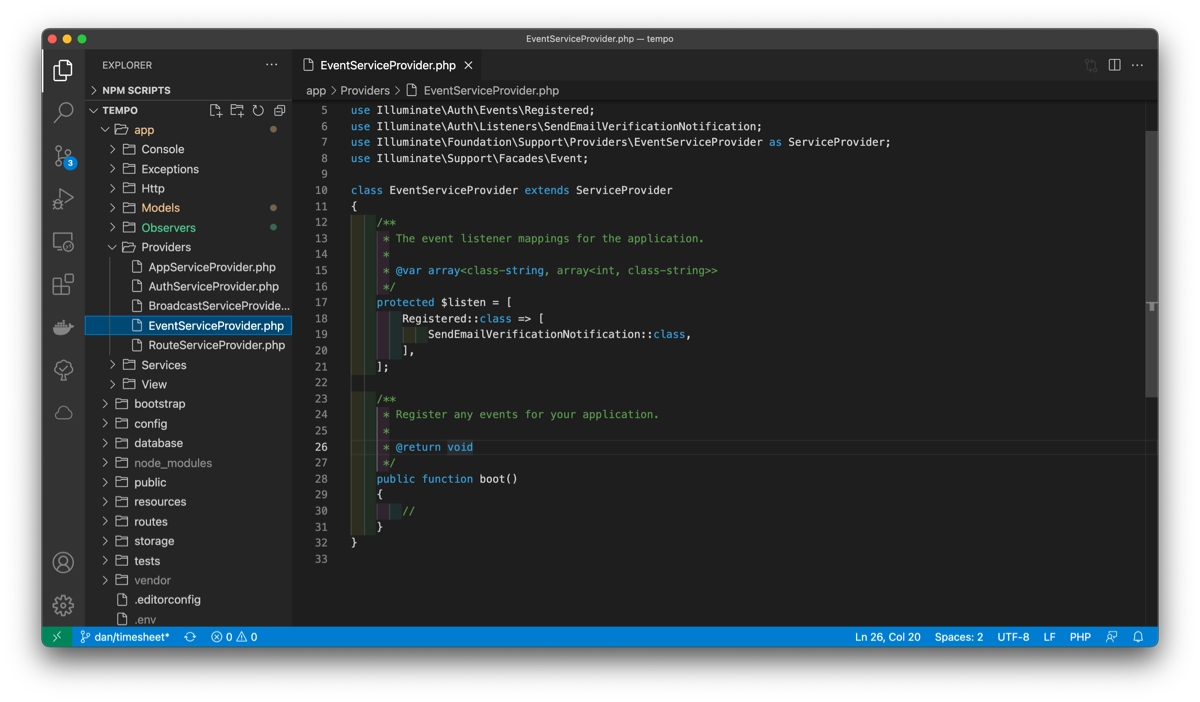 EventServiceProvider.php — tempo
EXPLORER
NPM SCRIPTS
TEMPO
app
Console
Exceptions
Http
Models
Observers
Providers
AppServiceProvider.php
AuthServiceProvider.php
BroadcastServiceProvide...
EventServiceProvider.php
RouteServiceProvider.php
Services
View
bootstrap
config
database
node_modules
public
resources
routes
storage
tests
vendor
.editorconfig
.env
3
EventServiceProvider.php
app > Providers > EventServiceProvider.php
5 use Illuminate\Auth\Events\Registered;
6 use Illuminate\Auth\Listeners\SendEmailVerificationNotification;
7 use Illuminate\Foundation\Support\Providers\EventServiceProvider as ServiceProvider;
8 use Illuminate\Support\Facades\Event;
9
10 class EventServiceProvider extends ServiceProvider
11 {
12 /**
13 * The event listener mappings for the application.
14 *
15 * @var array<class-string, array<int, class-string>>
16 */
17 protected $listen = [
18 Registered::class => [
19 SendEmailVerificationNotification::class,
20 ],
21 ];
22
23 /**
24 * Register any events for your application.
25 *
26 * @return void
27 */
28 public function boot()
29 {
30 //
31 }
32 }
33
dan/timesheet* 0 0 Ln 26, Col 20 Spaces: 2 UTF-8 LF PHP